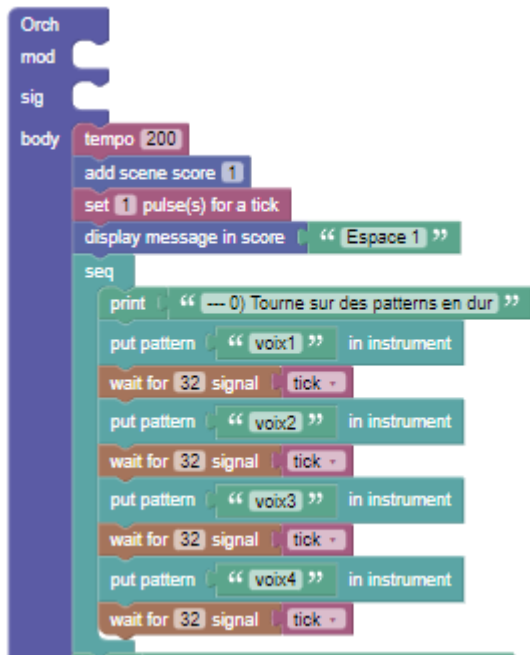 Orch
mod
sig
body tempo 200
add scene score 1
set 1 pulse(s) for a tick
display message in score “ Espace 1 ”
seq
print “ --- 0) Tourne sur des patterns en dur ”
put pattern “ voix1 ” in instrument
wait for 32 signal tick
put pattern “ voix2 ” in instrument
wait for 32 signal tick
put pattern “ voix3 ” in instrument
wait for 32 signal tick
put pattern “ voix4 ” in instrument
wait for 32 signal tick